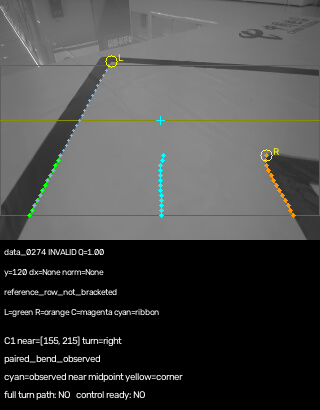 L
R
data_0274 INVALID Q=1.00
y=120 dx=None norm=None
reference_row_not_bracketed
L=green R=orange C=magenta cyan=ribbon
C1 near=[155, 215] turn=right
paired_bend_observed
cyan=observed near midpoint yellow=corner
full turn path: NO control ready: NO